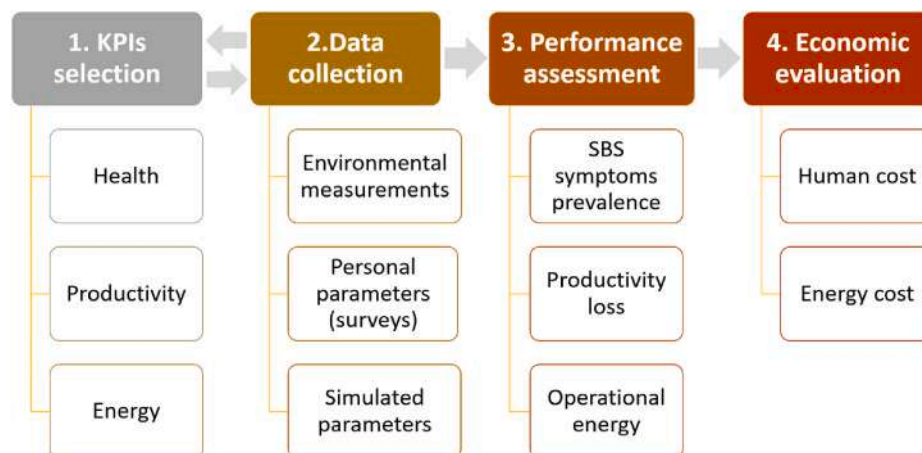 1. KPIs
selection
2.Data
collection
3. Performance
assessment
4. Economic
evaluation
Health
Productivity
Energy
Environmental
measurements
Personal
parameters
(surveys)
Simulated
parameters
SBS
symptoms
prevalence
Productivity
loss
Operational
energy
Human cost
Energy cost